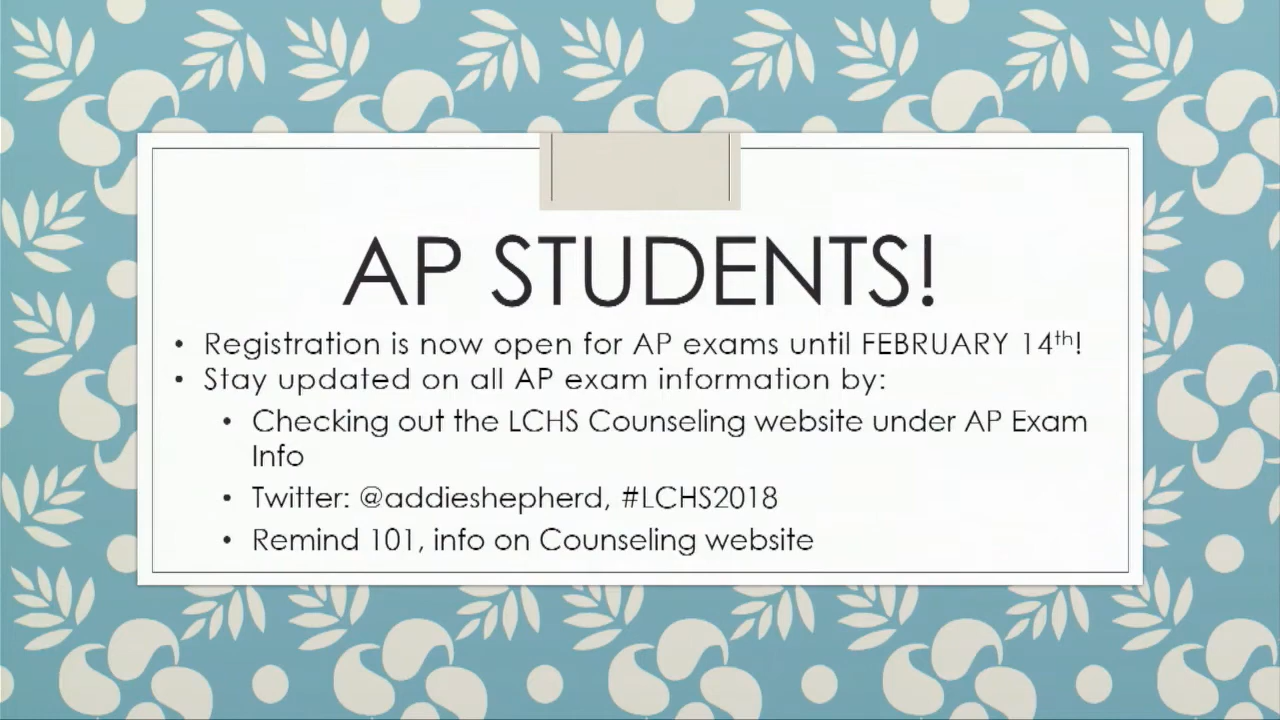 AP STUDENTS!
• Registration is now open for AP exams until FEBRUARY 14th!
• Stay updated on all AP exam information by:
• Checking out the LCHS Counseling website under AP Exam
Info
• Twitter: @addieshepherd, #LCHS2018
• Remind 101, info on Counseling website